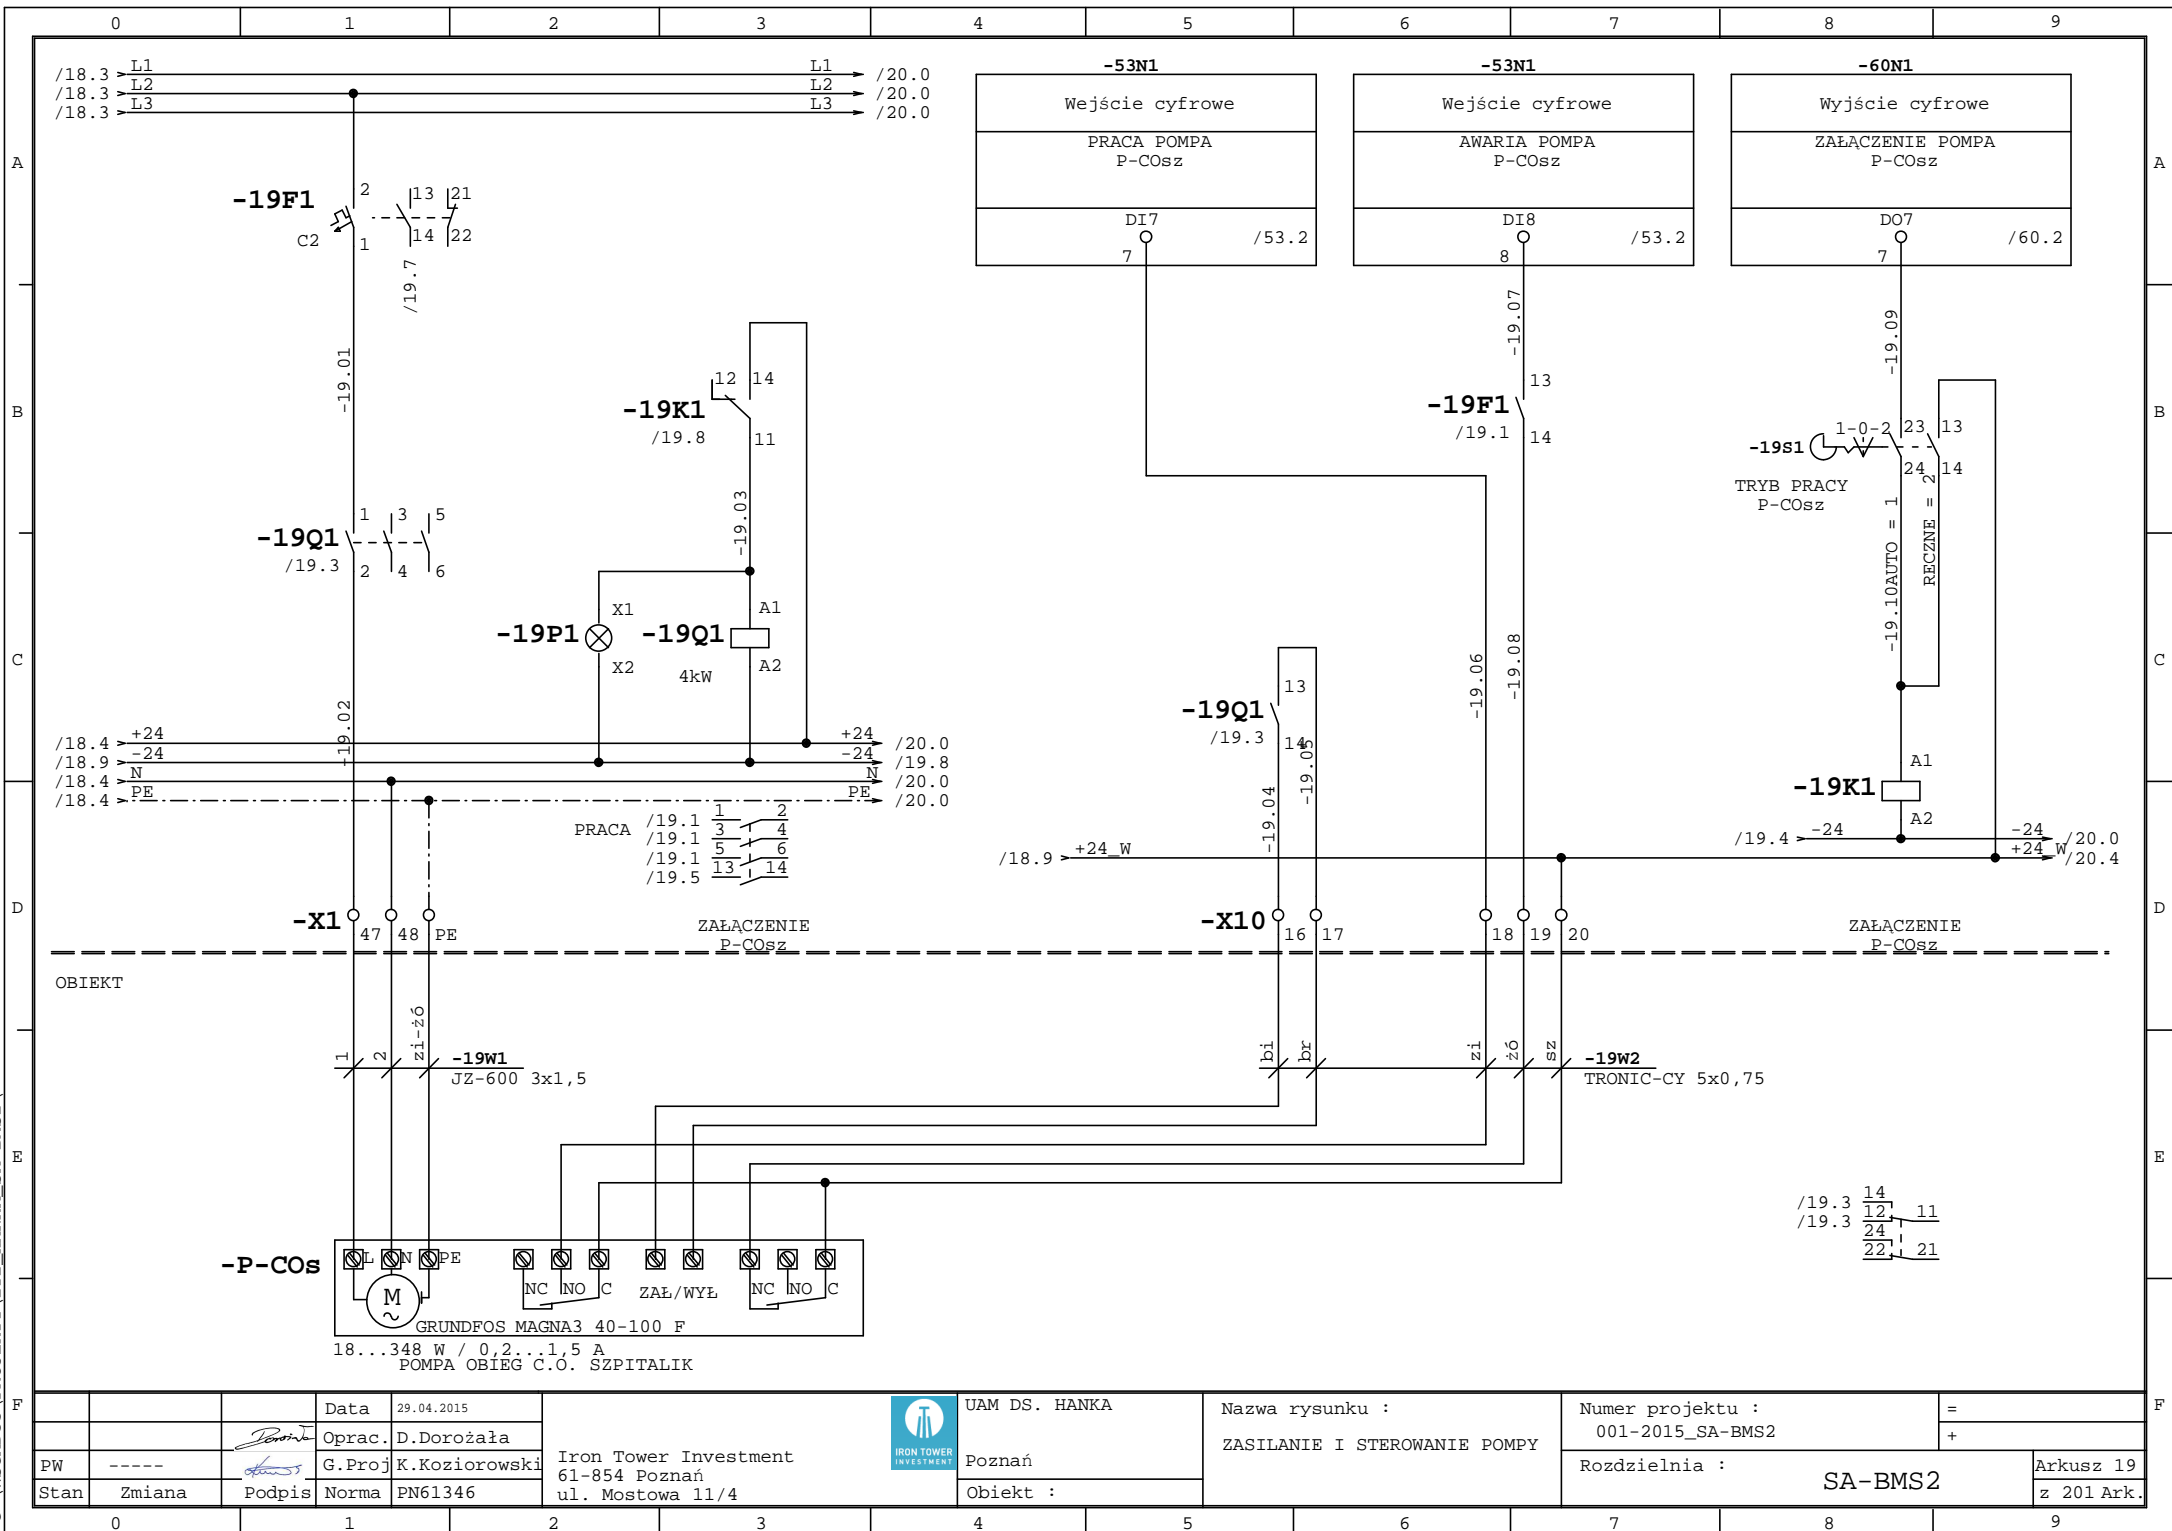 0 1 2 3 4 5 6 7 8 9
/18.3 L1 L1 /20.0
/18.3 L2 L2 /20.0
/18.3 L3 L3 /20.0
-53N1
Wejście cyfrowe
PRACA POMPA
P-COsz
DI7
/53.2
7
-53N1
Wejście cyfrowe
AWARIA POMPA
P-COsz
DI8
/53.2
8
-60N1
Wyjście cyfrowe
ZAŁĄCZENIE POMPA
P-COsz
DO7
/60.2
7
A A
B B
C C
D D
E E
F F
-19F1
C2
2
1
13 21
14 22
/19.7
-19.01
-19Q1
/19.3
1 3 5
2 4 6
-19.02
12 14
-19K1
/19.8
11
-19.03
-19P1
X1
X2
-19Q1
A1
A2
4kW
/18.4 +24 +24 /20.0
/18.9 -24 -24 /19.8
/18.4 N N /20.0
/18.4 PE PE /20.0
PRACA
/19.1 1 2
/19.1 3 4
/19.1 5 6
/19.5 13 14
ZAŁĄCZENIE
P-COsz
-19.07
13
-19F1
/19.1
14
-19.06
-19.08
-19Q1
/19.3
13
14
-19.04
-19.05
/18.9 +24_W
-19.09
-19S1
1-0-2
23 13
24 14
TRYB PRACY
P-COsz
-19.10
AUTO = 1
RECZNE = 2
A1
-19K1
A2
/19.4 -24 -24 /20.0
+24_W /20.4
-X1
47 48 PE
-X10
16 17 18 19 20
ZAŁĄCZENIE
P-COsz
OBIEKT
1 2 zi-żó
-19W1
JZ-600 3x1,5
bi br zi żó sz
-19W2
TRONIC-CY 5x0,75
/19.3 14
/19.3 12 11
24
22 21
-P-COs
L N PE
NC NO C
ZAŁ/WYŁ
NC NO C
M
GRUNDFOS MAGNA3 40-100 F
18...348 W / 0,2...1,5 A
POMPA OBIEG C.O. SZPITALIK
Data 29.04.2015
Oprac. D.Dorożała
PW ----- G.Proj K.Koziorowski
Stan Zmiana Podpis Norma PN61346
Iron Tower Investment
61-854 Poznań
ul. Mostowa 11/4
IRON TOWER
INVESTMENT
UAM DS. HANKA
Poznań
Obiekt :
Nazwa rysunku :
ZASILANIE I STEROWANIE POMPY
Numer projektu :
001-2015_SA-BMS2
Rozdzielnia :
SA-BMS2
=
+
Arkusz 19
z 201 Ark.
0 1 2 3 4 5 6 7 8 9